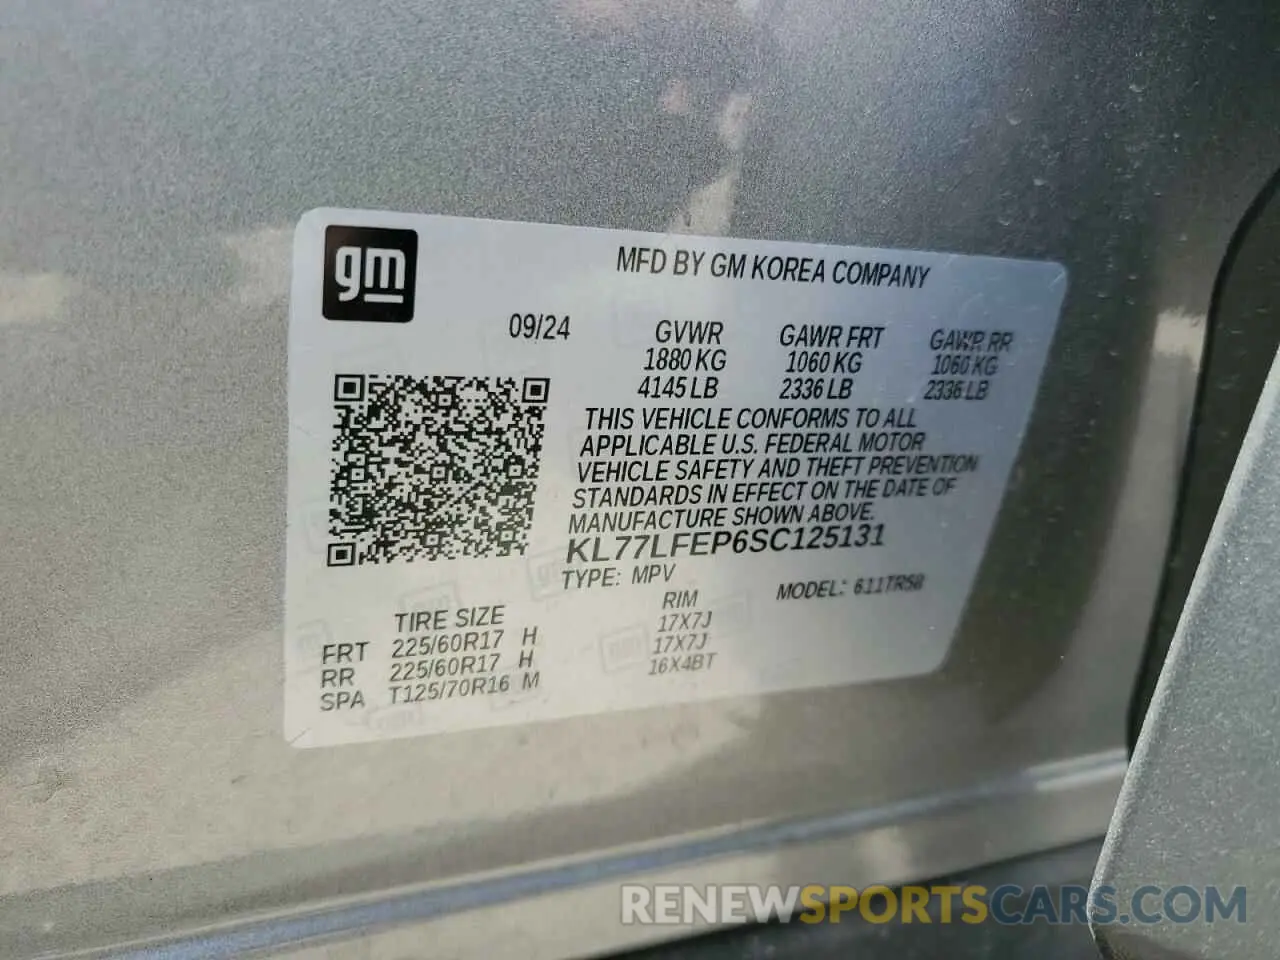 gm
MFD BY GM KOREA COMPANY
09/24
GVWR GAWR FRT GAWR RR
1880 KG 1060 KG 1060 KG
4145 LB 2336 LB 2336 LB
THIS VEHICLE CONFORMS TO ALL
APPLICABLE U.S. FEDERAL MOTOR
VEHICLE SAFETY AND THEFT PREVENTION
STANDARDS IN EFFECT ON THE DATE OF
MANUFACTURE SHOWN ABOVE.
KL77LFEP6SC125131
TYPE: MPV MODEL:
TIRE SIZE RIM
FRT 225/60R17 H 17X7J
RR 225/60R17 H 17X7J
SPA T125/70R16 M 16X4BT
RENEWSPORTSCARS.COM